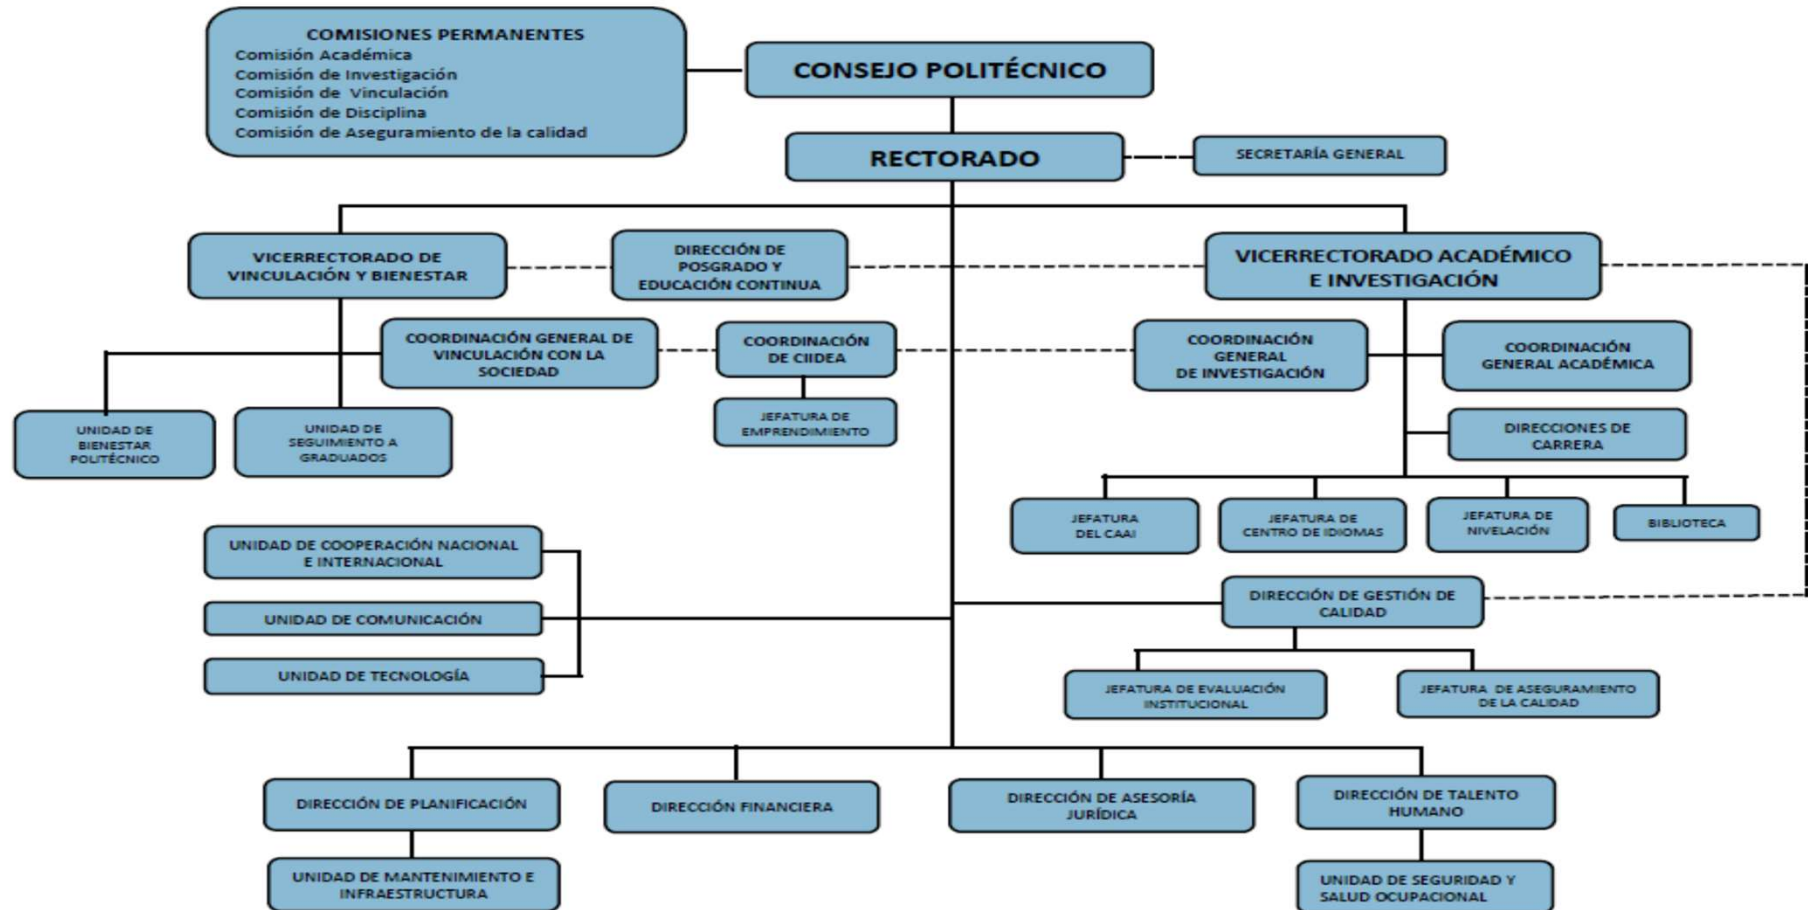 COMISIONES PERMANENTES
Comisión Académica
Comisión de Investigación
Comisión de Vinculación
Comisión de Disciplina
Comisión de Aseguramiento de la calidad
CONSEJO POLITÉCNICO
RECTORADO
SECRETARÍA GENERAL
VICERRECTORADO DE
VINCULACIÓN Y BIENESTAR
DIRECCIÓN DE
POSGRADO Y
EDUCACIÓN CONTINUA
VICERRECTORADO ACADÉMICO
E INVESTIGACIÓN
COORDINACIÓN GENERAL DE
VINCULACIÓN CON LA
SOCIEDAD
COORDINACIÓN
DE CIIDEA
COORDINACIÓN
GENERAL
DE INVESTIGACIÓN
COORDINACIÓN
GENERAL ACADÉMICA
UNIDAD DE
BIENESTAR
POLITÉCNICO
UNIDAD DE
SEGUIMIENTO A
GRADUADOS
JEFATURA DE
EMPRENDIMIENTO
DIRECCIONES DE
CARRERA
JEFATURA
DEL CAAI
JEFATURA DE
CENTRO DE IDIOMAS
JEFATURA DE
NIVELACIÓN
BIBLIOTECA
UNIDAD DE COOPERACIÓN NACIONAL
E INTERNACIONAL
UNIDAD DE COMUNICACIÓN
UNIDAD DE TECNOLOGÍA
DIRECCIÓN DE GESTIÓN DE
CALIDAD
JEFATURA DE EVALUACIÓN
INSTITUCIONAL
JEFATURA DE ASEGURAMIENTO
DE LA CALIDAD
DIRECCIÓN DE PLANIFICACIÓN
DIRECCIÓN FINANCIERA
DIRECCIÓN DE ASESORÍA
JURÍDICA
DIRECCIÓN DE TALENTO
HUMANO
UNIDAD DE MANTENIMIENTO E
INFRAESTRUCTURA
UNIDAD DE SEGURIDAD Y
SALUD OCUPACIONAL